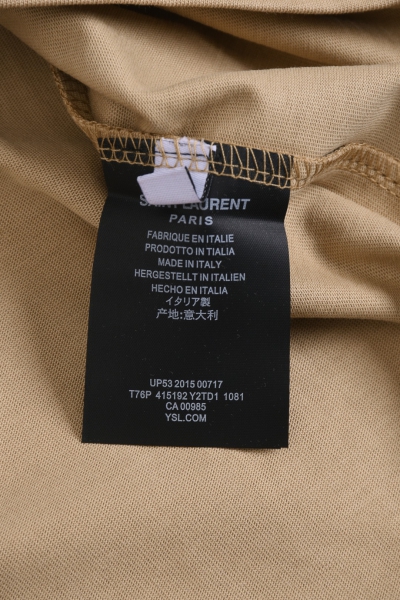 SAINT LAURENT
PARIS
FABRIQUE EN ITALIE
PRODOTTO IN TIALIA
MADE IN ITALY
HERGESTELLT IN ITALIEN
HECHO EN ITALIA
イタリア製
产地:意大利
UP53 2015 00717
T76P 415192 Y2TD1 1081
CA 00985
YSL.COM